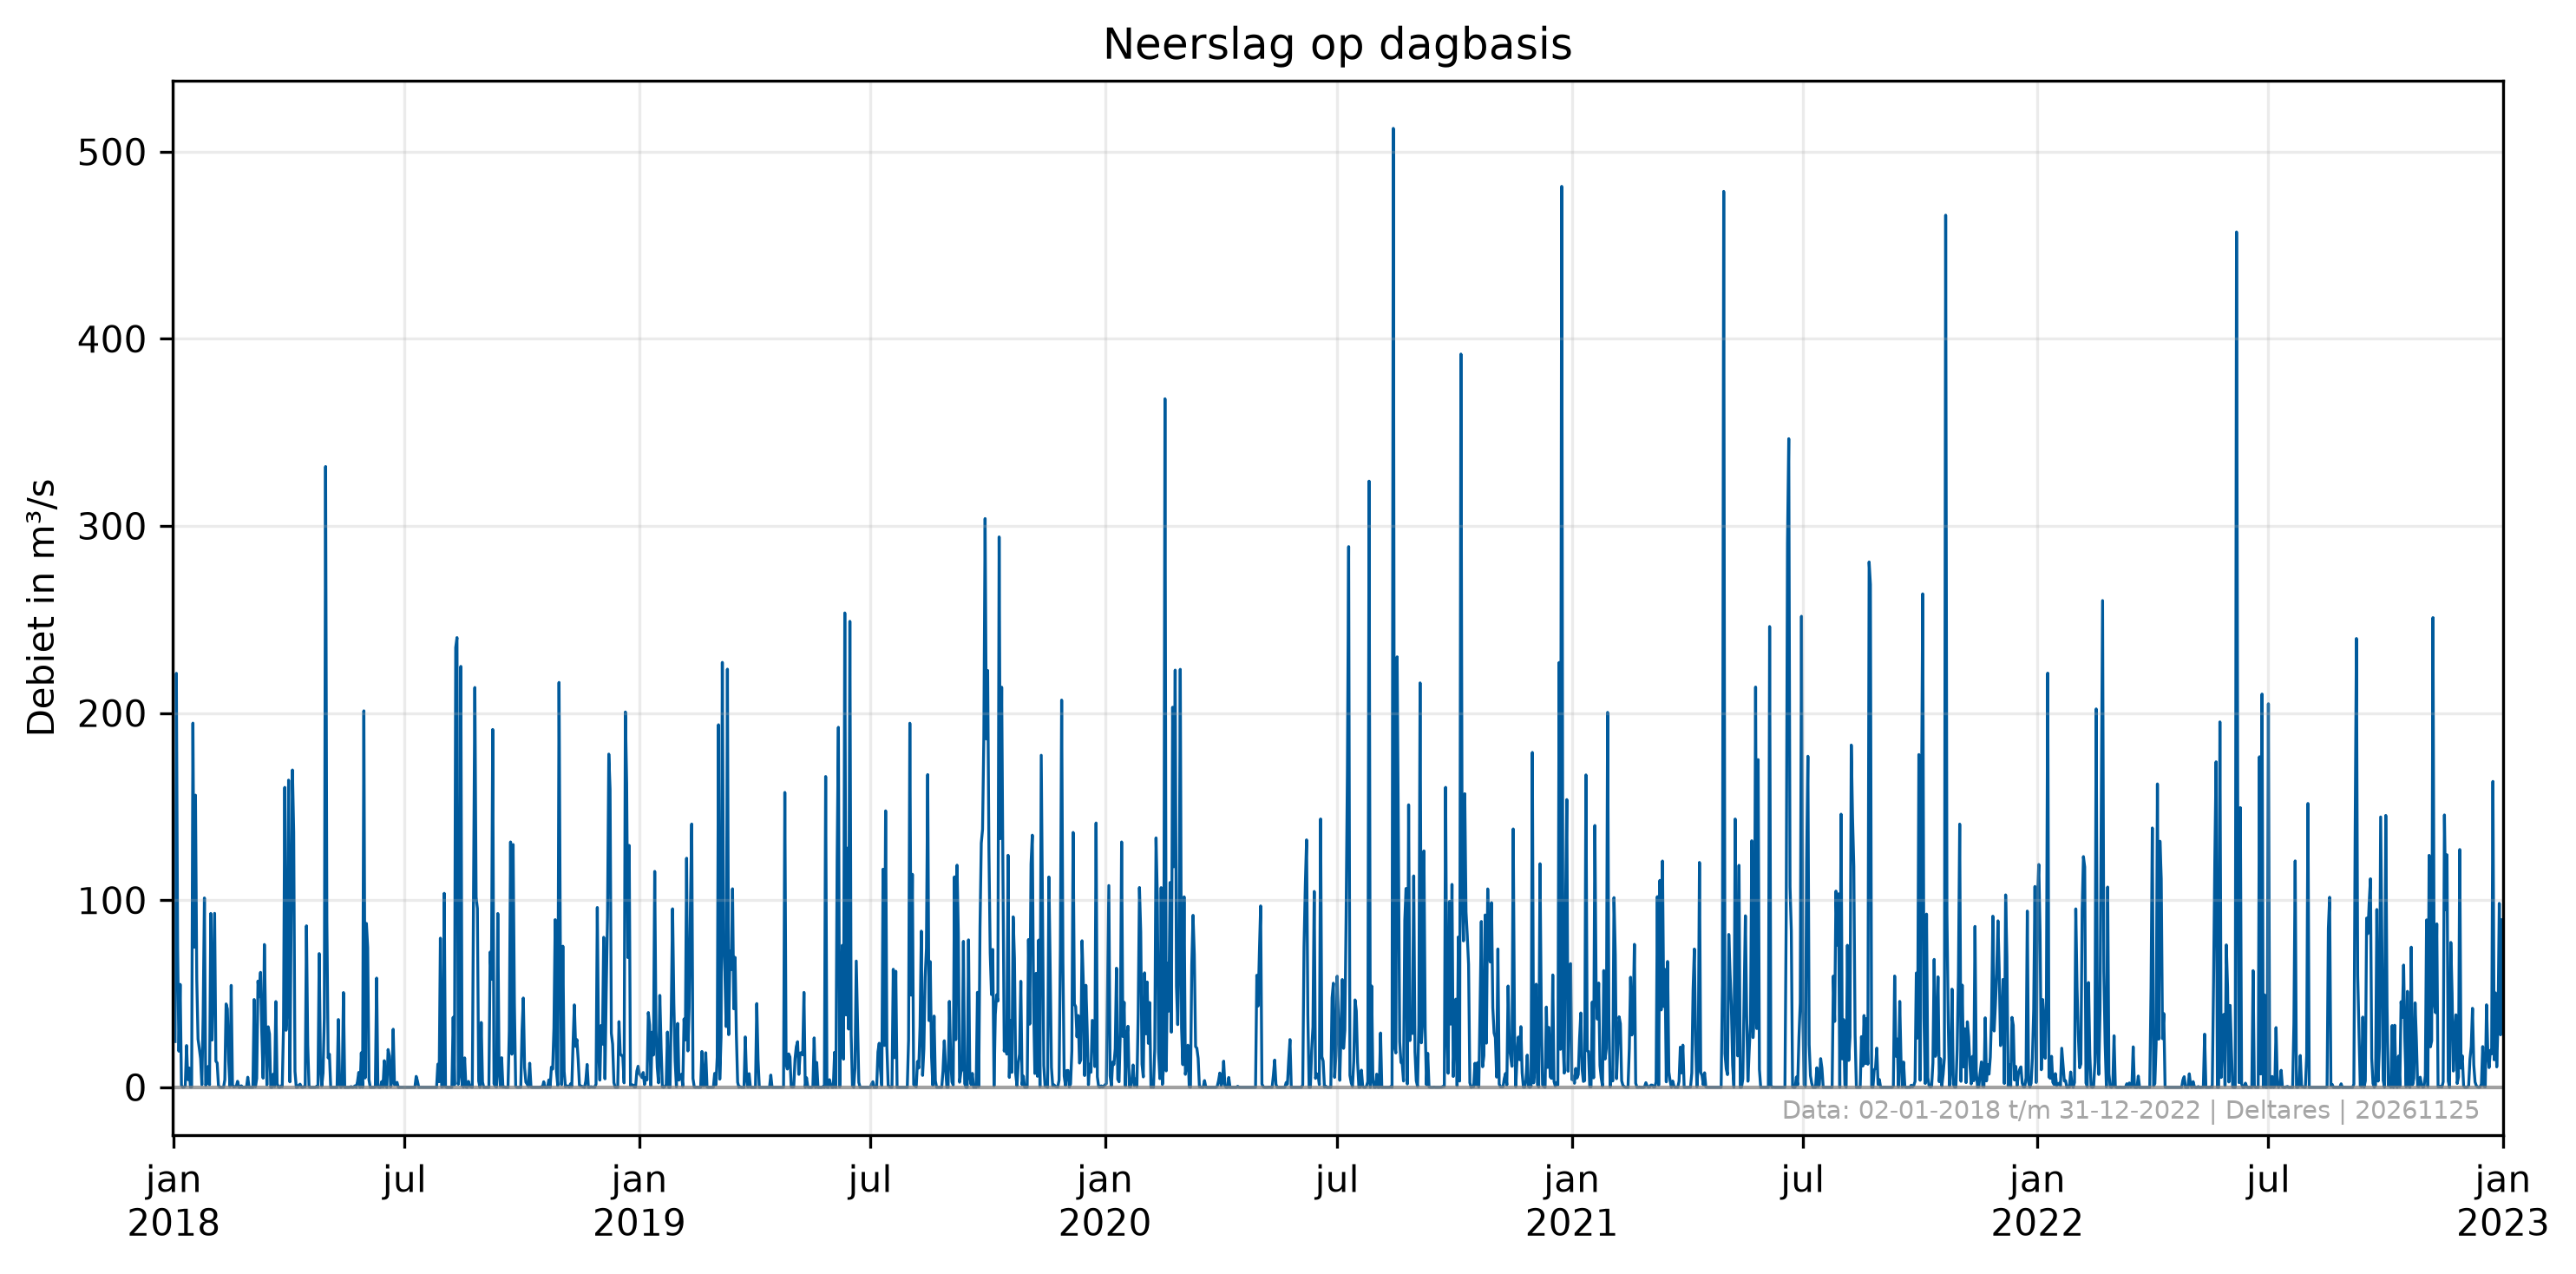 Neerslag op dagbasis
Debiet in m³/s
500
400
300
200
100
0
Data: 02-01-2018 t/m 31-12-2022 | Deltares | 20261125
jan jul jan jul jan jul jan jul jan jul jan
2018 2019 2020 2021 2022 2023